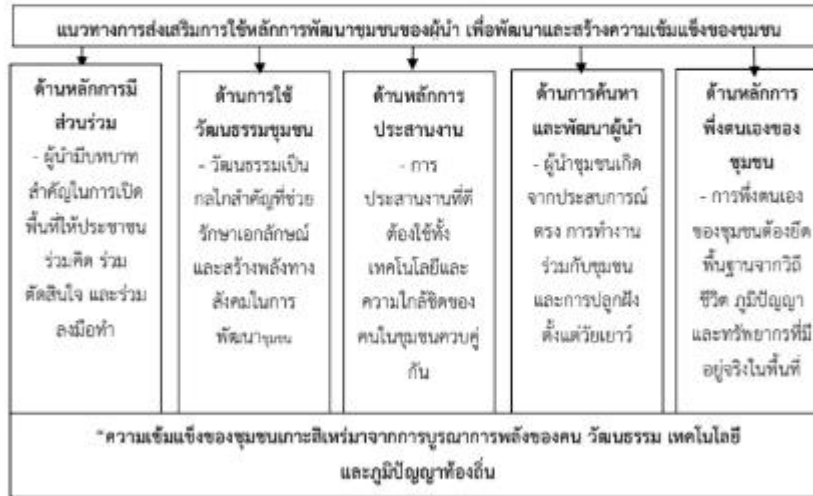 แนวทางการส่งเสริมการใช้หลักการพัฒนาชุมชนของผู้นำ เพื่อพัฒนาและสร้างความเข้มแข็งของชุมชน
ด้านหลักการมี
ส่วนร่วม
- ผู้นำมีบทบาท
สำคัญในการเปิด
พื้นที่ให้ประชาชน
ร่วมคิด ร่วม
ตัดสินใจ และร่วม
ลงมือทำ
ด้านการใช้
วัฒนธรรมชุมชน
- วัฒนธรรมเป็น
กลไกสำคัญที่ช่วย
รักษาเอกลักษณ์
และสร้างพลังทาง
สังคมในการ
พัฒนาชุมชน
ด้านหลักการ
ประสานงาน
- การ
ประสานงานที่ดี
ต้องใช้ทั้ง
เทคโนโลยีและ
ความใกล้ชิดของ
คนในชุมชนควบคู่
กัน
ด้านการค้นหา
และพัฒนาผู้นำ
- ผู้นำชุมชนเกิด
จากประสบการณ์
ตรง การทำงาน
ร่วมกับชุมชน
และการปลูกฝัง
ตั้งแต่วัยเยาว์
ด้านหลักการ
พึ่งตนเองของ
ชุมชน
- การพึ่งตนเอง
ของชุมชนต้องยึด
พื้นฐานจากวิถี
ชีวิต ภูมิปัญญา
และทรัพยากรที่มี
อยู่จริงในพื้นที่
"ความเข้มแข็งของชุมชนเกาะสิเหร่มาจากการบูรณาการพลังของคน วัฒนธรรม เทคโนโลยี
และภูมิปัญญาท้องถิ่น